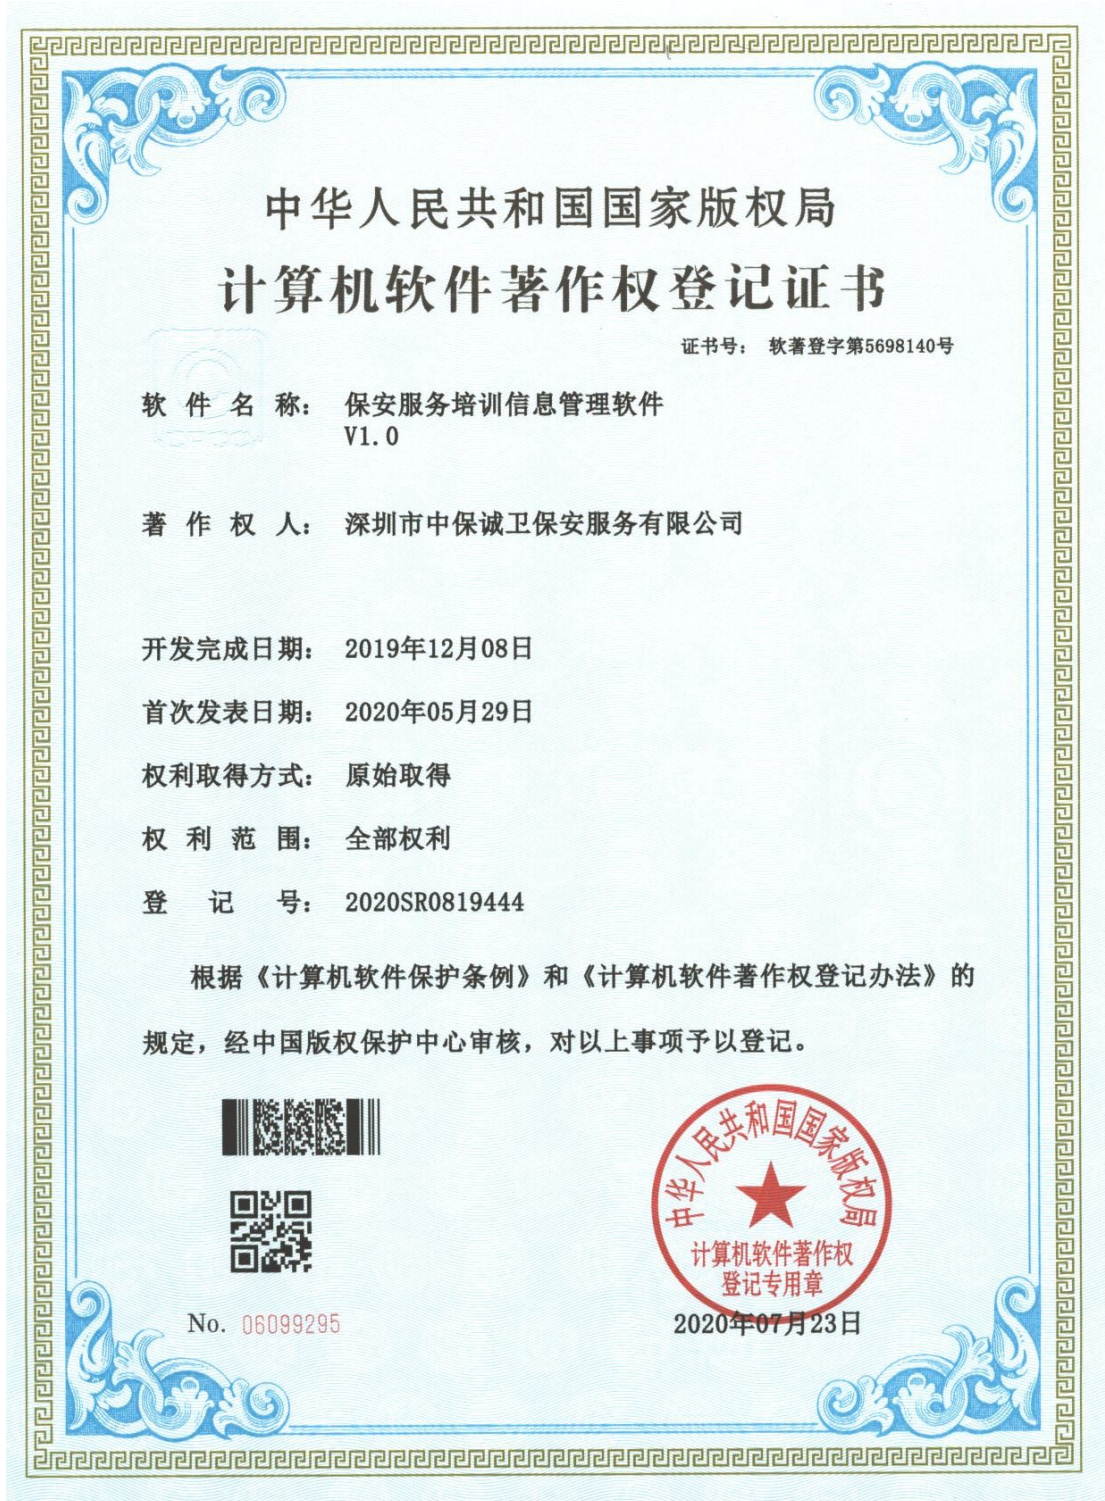 中华人民共和国国家版权局
计算机软件著作权登记证书
证书号： 软著登字第5698140号
软件名称： 保安服务培训信息管理软件
V1.0
著作权人： 深圳市中保诚卫保安服务有限公司
开发完成日期： 2019年12月08日
首次发表日期： 2020年05月29日
权利取得方式： 原始取得
权利范围： 全部权利
登记号： 2020SR0819444
根据《计算机软件保护条例》和《计算机软件著作权登记办法》的
规定，经中国版权保护中心审核，对以上事项予以登记。
中华人民共和国国家版权局
计算机软件著作权
登记专用章
No. 06099295
2020年07月23日